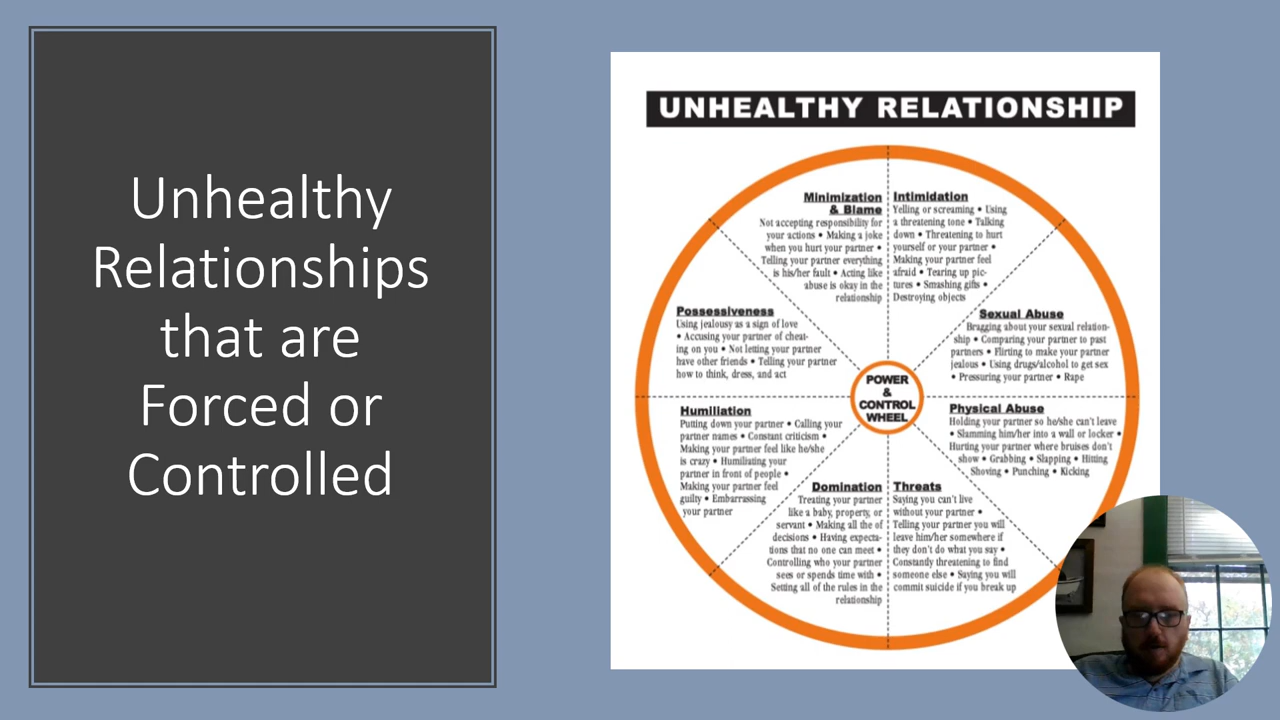 Unhealthy
Relationships
that are
Forced or
Controlled
UNHEALTHY RELATIONSHIP
Minimization
& Blame
Not accepting responsibility for
your actions • Making a joke
when you hurt your partner •
Telling your partner everything
is his/her fault • Acting like
abuse is okay in the
relationship
Intimidation
Yelling or screaming • Using
a threatening tone • Talking
down • Threatening to hurt
yourself or your partner •
Making your partner feel
afraid • Tearing up pic-
tures • Smashing gifts •
Destroying objects
Possessiveness
Using jealousy as a sign of love
• Accusing your partner of cheat-
ing on you • Not letting your partner
have other friends • Telling your partner
how to think, dress, and act
Sexual Abuse
Bragging about your sexual relation-
ship • Comparing your partner to past
partners • Flirting to make your partner
jealous • Using drugs/alcohol to get sex
• Pressuring your partner • Rape
POWER
&
CONTROL
WHEEL
Humiliation
Putting down your partner • Calling your
partner names • Constant criticism •
Making your partner feel like he/she
is crazy • Humiliating your
partner in front of people •
Making your partner feel
guilty • Embarrassing
your partner
Physical Abuse
Holding your partner so he/she can't leave
• Slamming him/her into a wall or locker •
Hurting your partner where bruises don't
show • Grabbing • Slapping • Hitting
Shoving • Punching • Kicking
Domination
Treating your partner
like a baby, property, or
servant • Making all the of
decisions • Having expecta-
tions that no one can meet •
Controlling who your partner
sees or spends time with •
Setting all of the rules in the
relationship
Threats
Saying you can't live
without your partner •
Telling your partner you will
leave him/her somewhere if
they don't do what you say •
Constantly threatening to find
someone else • Saying you will
commit suicide if you break up